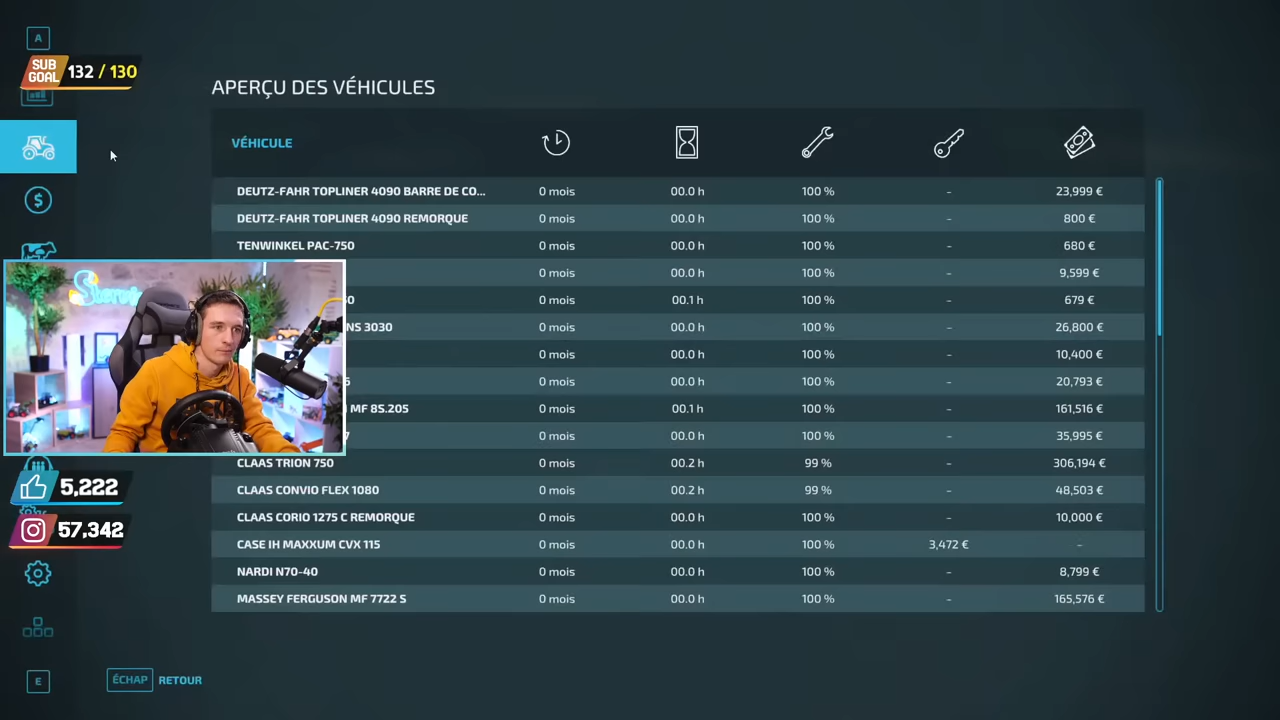 A
SUB GOAL 132 / 130
APERÇU DES VÉHICULES
VÉHICULE
DEUTZ-FAHR TOPLINER 4090 BARRE DE CO... 0 mois 00.0 h 100 % - 23,999 €
DEUTZ-FAHR TOPLINER 4090 REMORQUE 0 mois 00.0 h 100 % - 800 €
TENWINKEL PAC-750 0 mois 00.0 h 100 % - 680 €
0 mois 00.0 h 100 % - 9,599 €
0 mois 00.1 h 100 % - 679 €
3030 0 mois 00.0 h 100 % - 26,800 €
0 mois 00.0 h 100 % - 10,400 €
0 mois 00.0 h 100 % - 20,793 €
MF 8S.205 0 mois 00.1 h 100 % - 161,516 €
0 mois 00.0 h 100 % - 35,995 €
CLAAS TRION 750 0 mois 00.2 h 99 % - 306,194 €
CLAAS CONVIO FLEX 1080 0 mois 00.2 h 99 % - 48,503 €
CLAAS CORIO 1275 C REMORQUE 0 mois 00.0 h 100 % - 10,000 €
CASE IH MAXXUM CVX 115 0 mois 00.0 h 100 % 3,472 € -
NARDI N70-40 0 mois 00.0 h 100 % - 8,799 €
MASSEY FERGUSON MF 7722 S 0 mois 00.0 h 100 % - 165,576 €
5,222
57,342
E
ÉCHAP RETOUR